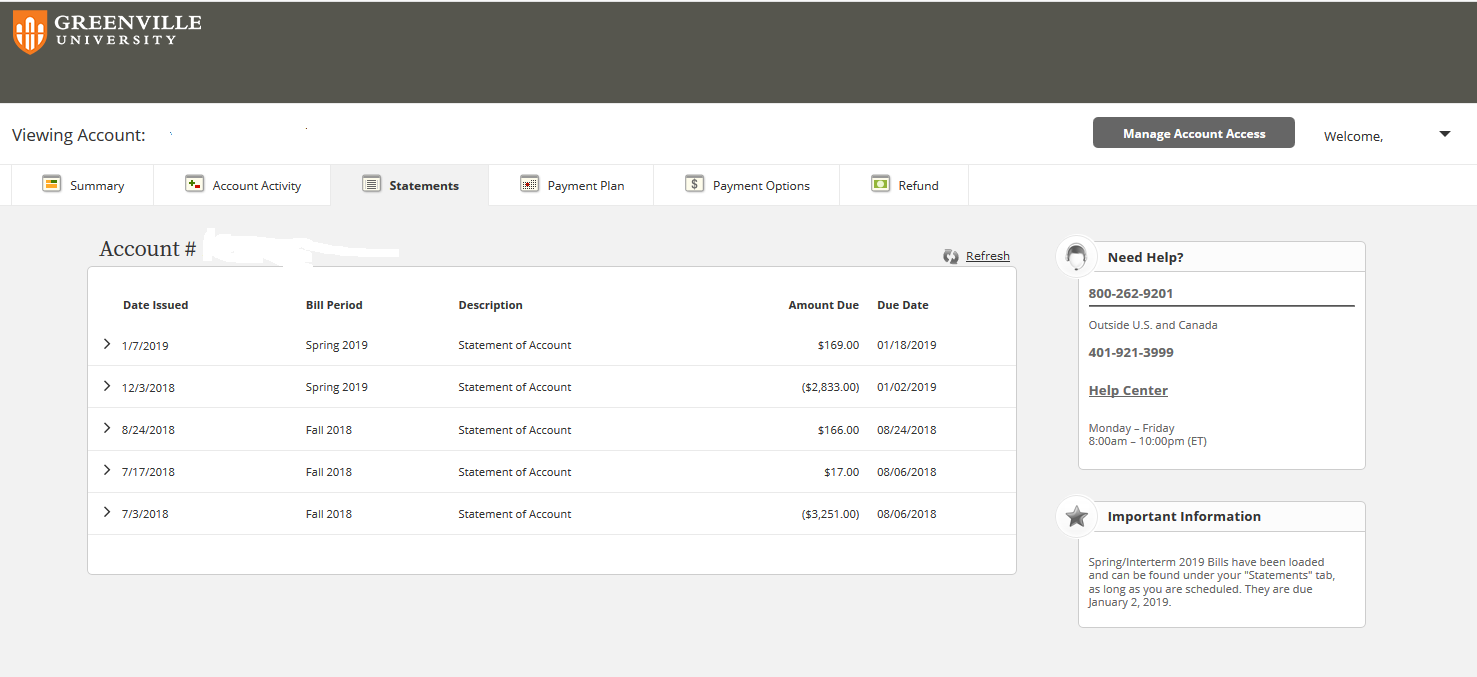 GREENVILLE
UNIVERSITY
Viewing Account:
Manage Account Access
Welcome,
Summary
Account Activity
Statements
Payment Plan
Payment Options
Refund
Account #
Refresh
Date Issued Bill Period Description Amount Due Due Date
1/7/2019 Spring 2019 Statement of Account $169.00 01/18/2019
12/3/2018 Spring 2019 Statement of Account ($2,833.00) 01/02/2019
8/24/2018 Fall 2018 Statement of Account $166.00 08/24/2018
7/17/2018 Fall 2018 Statement of Account $17.00 08/06/2018
7/3/2018 Fall 2018 Statement of Account ($3,251.00) 08/06/2018
Need Help?
800-262-9201
Outside U.S. and Canada
401-921-3999
Help Center
Monday – Friday
8:00am – 10:00pm (ET)
Important Information
Spring/Interterm 2019 Bills have been loaded
and can be found under your "Statements" tab,
as long as you are scheduled. They are due
January 2, 2019.